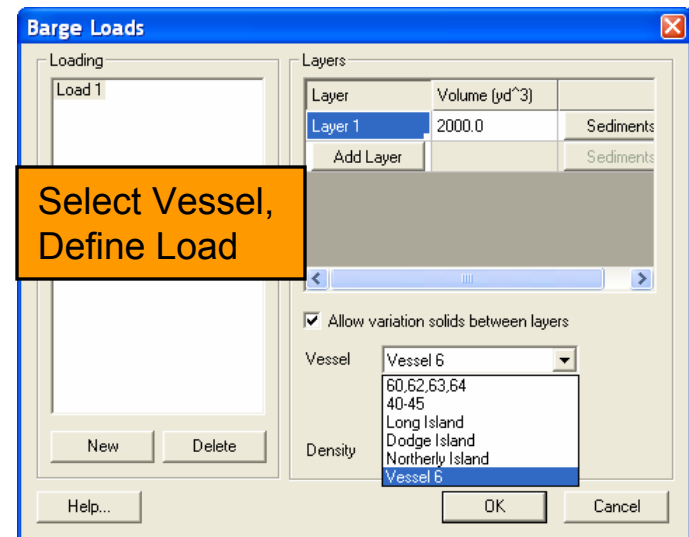 Barge Loads
Loading
Load 1
New
Delete
Layers
Layer
Volume (yd^3)
Layer 1
2000.0
Sediments
Add Layer
Sediments
Select Vessel,
Define Load
Allow variation solids between layers
Vessel
Vessel 6
60,62,63,64
40-45
Long Island
Dodge Island
Northerly Island
Vessel 6
Density
Help...
OK
Cancel